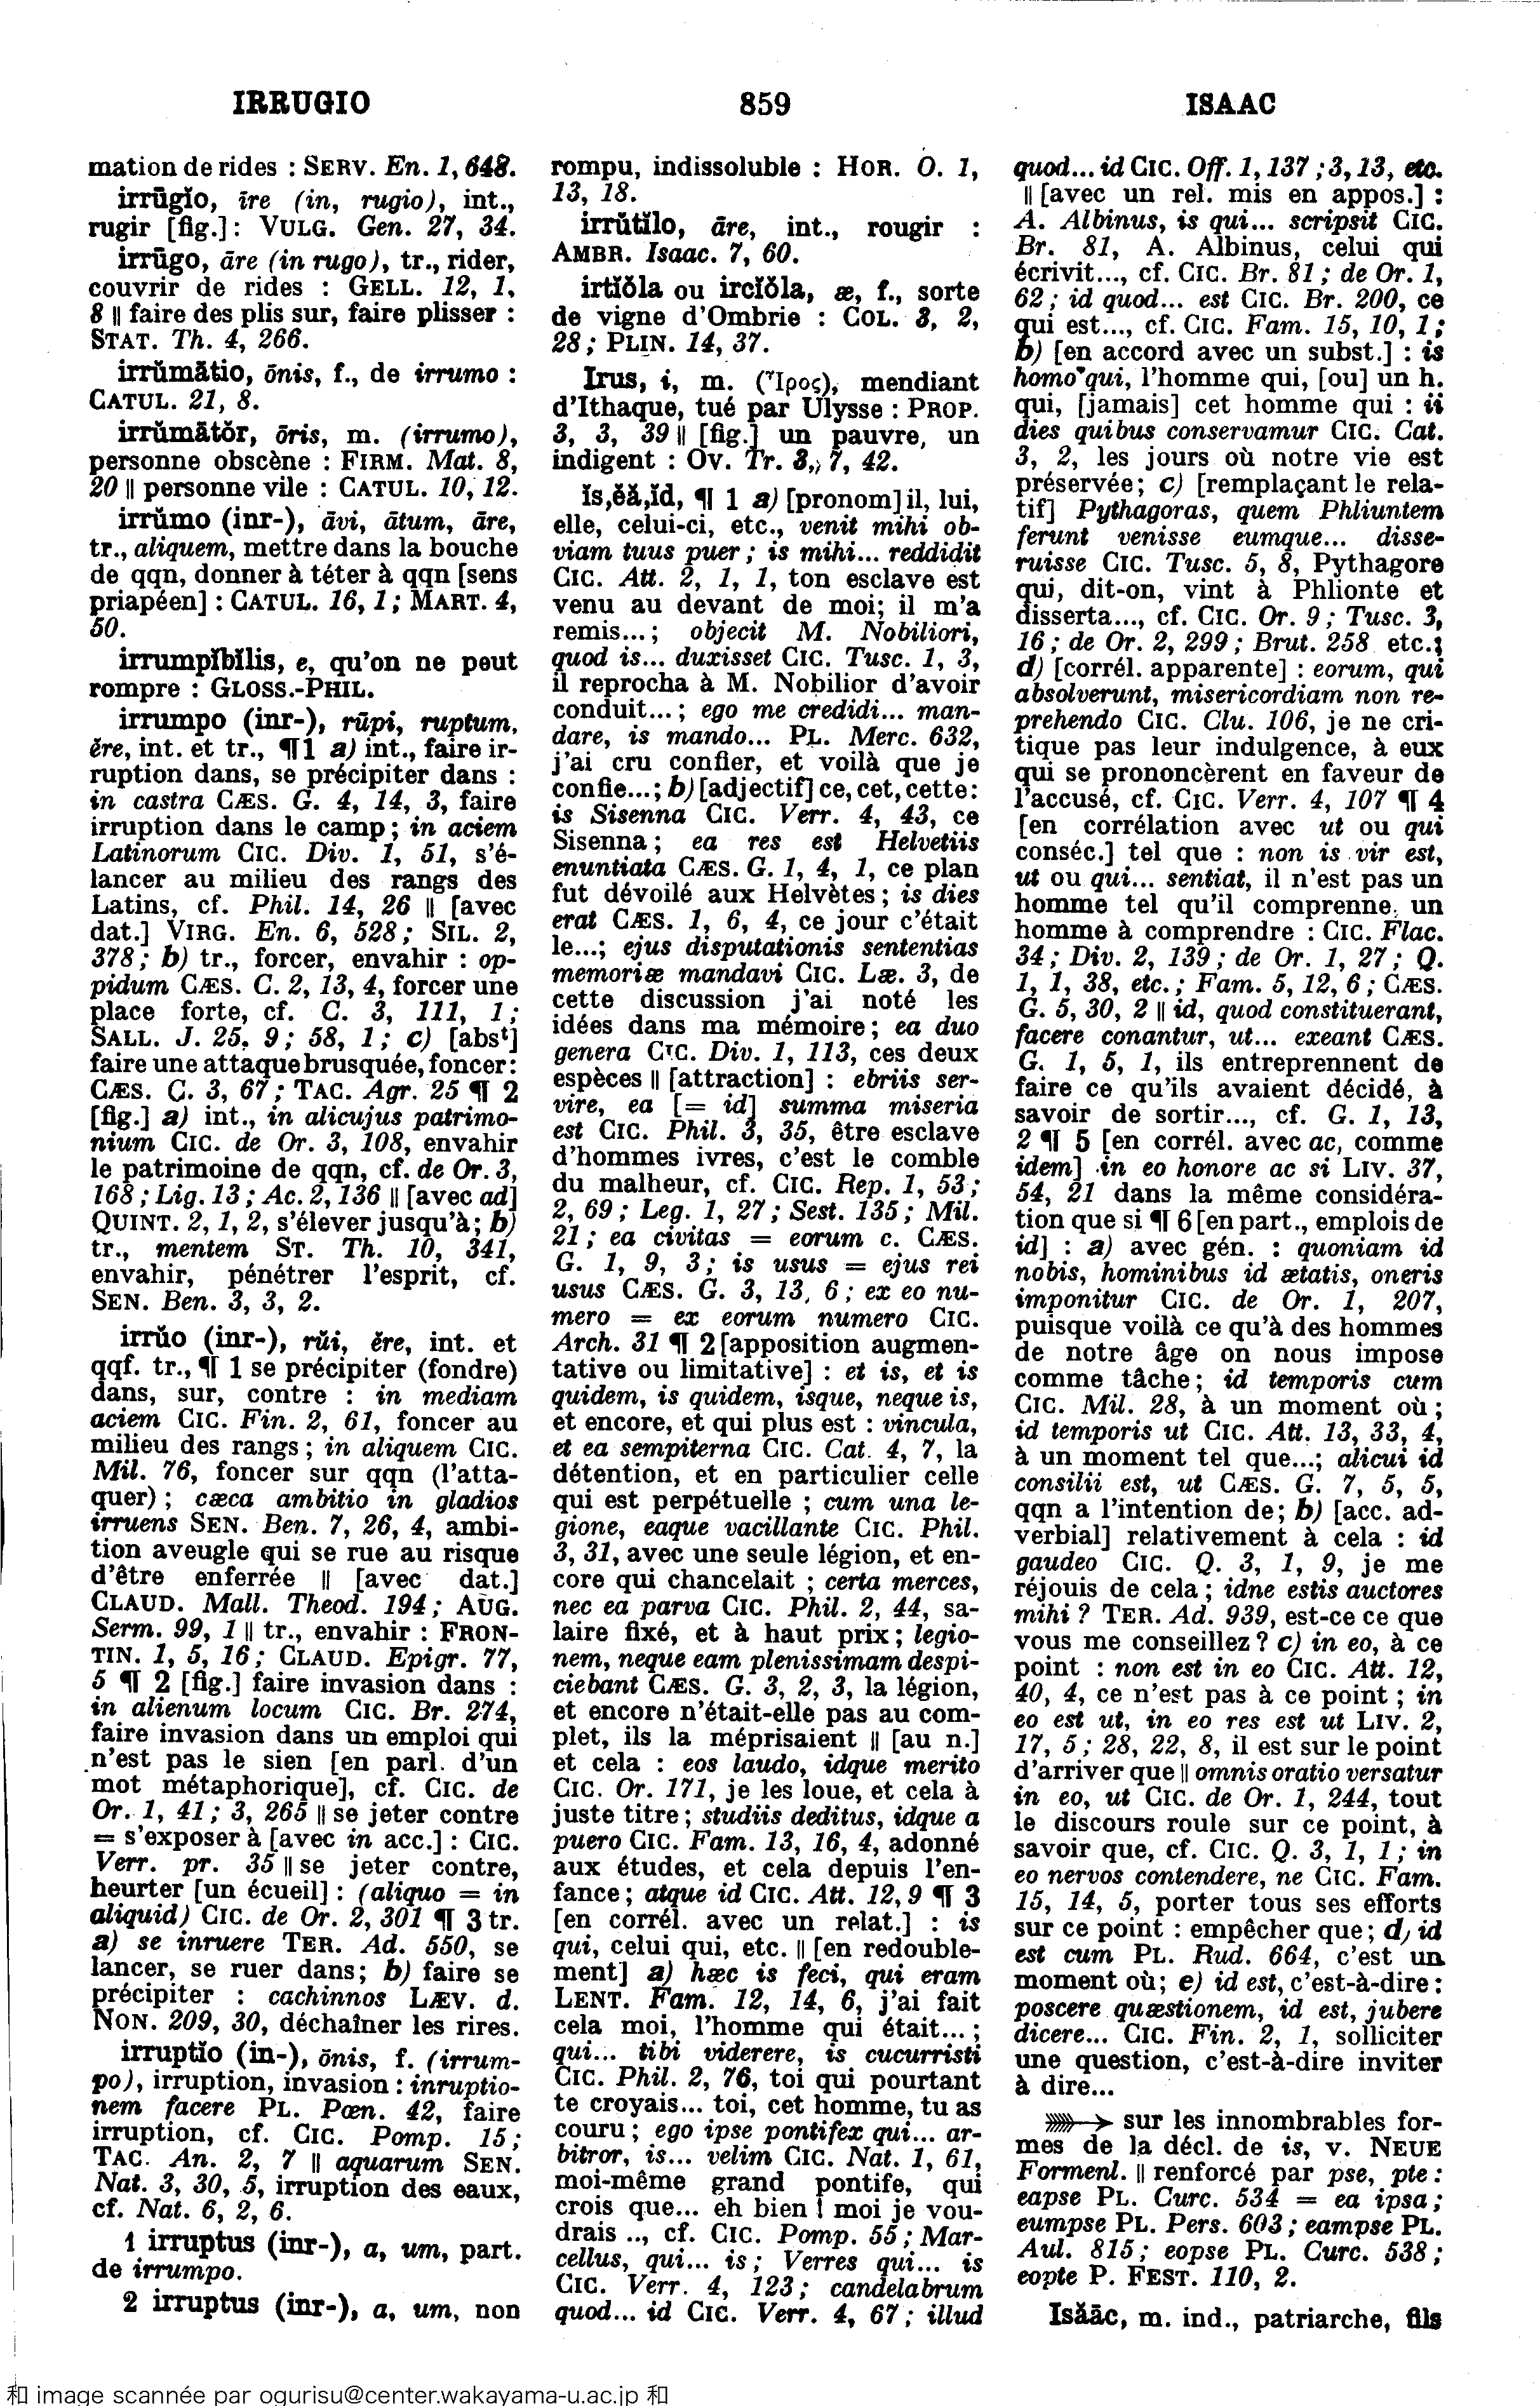 IRRUGIO
859
ISAAC
mation de rides : SERV. En. 1, 648.
irrūgĭo, īre (in, rugio), int.,
rugir [fig.] : VULG. Gen. 27, 34.
irrūgo, āre (in rugo), tr., rider,
couvrir de rides : GELL. 12, 1,
8 || faire des plis sur, faire plisser :
STAT. Th. 4, 266.
irrŭmātĭo, ōnis, f., de irrumo :
CATUL. 21, 8.
irrŭmātŏr, ōris, m. (irrumo),
personne obscène : FIRM. Mat. 8,
20 || personne vile : CATUL. 10, 12.
irrŭmo (inr-), āvi, ātum, āre,
tr., aliquem, mettre dans la bouche
de qqn, donner à téter à qqn [sens
priapéen] : CATUL. 16, 1 ; MART. 4,
50.
irrumpĭbĭlis, e, qu'on ne peut
rompre : GLOSS.-PHIL.
irrumpo (inr-), rūpi, ruptum,
ĕre, int. et tr., ¶ 1 a) int., faire ir-
ruption dans, se précipiter dans :
in castra CÆS. G. 4, 14, 3, faire
irruption dans le camp ; in aciem
Latinorum CIC. Div. 1, 51, s'é-
lancer au milieu des rangs des
Latins, cf. Phil. 14, 26 || [avec
dat.] VIRG. En. 6, 528 ; SIL. 2,
378 ; b) tr., forcer, envahir : op-
pidum CÆS. C. 2, 13, 4, forcer une
place forte, cf. C. 3, 111, 1 ;
SALL. J. 25, 9 ; 58, 1 ; c) [absᵗ]
faire une attaque brusquée, foncer :
CÆS. C. 3, 67 ; TAC. Agr. 25 ¶ 2
[fig.] a) int., in alicujus patrimo-
nium CIC. de Or. 3, 108, envahir
le patrimoine de qqn, cf. de Or. 3,
168 ; Lig. 13 ; Ac. 2, 136 || [avec ad]
QUINT. 2, 1, 2, s'élever jusqu'à ; b)
tr., mentem ST. Th. 10, 341,
envahir, pénétrer l'esprit, cf.
SEN. Ben. 3, 3, 2.
irrŭo (inr-), rŭi, ĕre, int. et
qqf. tr., ¶ 1 se précipiter (fondre)
dans, sur, contre : in mediam
aciem CIC. Fin. 2, 61, foncer au
milieu des rangs ; in aliquem CIC.
Mil. 76, foncer sur qqn (l'atta-
quer) ; cæca ambitio in gladios
irruens SEN. Ben. 7, 26, 4, ambi-
tion aveugle qui se rue au risque
d'être enferrée || [avec dat.]
CLAUD. Mall. Theod. 194 ; AUG.
Serm. 99, 1 || tr., envahir : FRON-
TIN. 1, 5, 16 ; CLAUD. Epigr. 77,
5 ¶ 2 [fig.] faire invasion dans :
in alienum locum CIC. Br. 274,
faire invasion dans un emploi qui
n'est pas le sien [en parl. d'un
mot métaphorique], cf. CIC. de
Or. 1, 41 ; 3, 265 || se jeter contre
= s'exposer à [avec in acc.] : CIC.
Verr. pr. 35 || se jeter contre,
heurter [un écueil] : (aliquo = in
aliquid) CIC. de Or. 2, 301 ¶ 3 tr.
a) se inruere TER. Ad. 550, se
lancer, se ruer dans ; b) faire se
précipiter : cachinnos LÆV. d.
NON. 209, 30, déchaîner les rires.
irruptĭo (in-), ōnis, f. (irrum-
po), irruption, invasion : inruptio-
nem facere PL. Pœn. 42, faire
irruption, cf. CIC. Pomp. 15 ;
TAC. An. 2, 7 || aquarum SEN.
Nat. 3, 30, 5, irruption des eaux,
cf. Nat. 6, 2, 6.
1 irruptus (inr-), a, um, part.
de irrumpo.
2 irruptus (inr-), a, um, non
rompu, indissoluble : HOR. O. 1,
13, 18.
irrŭtĭlo, āre, int., rougir :
AMBR. Isaac. 7, 60.
irtĭŏla ou ircĭŏla, æ, f., sorte
de vigne d'Ombrie : COL. 3, 2,
28 ; PLIN. 14, 37.
Irus, i, m. (Ἶρος), mendiant
d'Ithaque, tué par Ulysse : PROP.
3, 3, 39 || [fig.] un pauvre, un
indigent : OV. Tr. 3, 7, 42.
ĭs, ĕă, ĭd, ¶ 1 a) [pronom] il, lui,
elle, celui-ci, etc., venit mihi ob-
viam tuus puer ; is mihi... reddidit
CIC. Att. 2, 1, 1, ton esclave est
venu au devant de moi ; il m'a
remis... ; objecit M. Nobiliori,
quod is... duxisset CIC. Tusc. 1, 3,
il reprocha à M. Nobilior d'avoir
conduit... ; ego me credidi... man-
dare, is mando... PL. Merc. 632,
j'ai cru confier, et voilà que je
confie... ; b) [adjectif] ce, cet, cette :
is Sisenna CIC. Verr. 4, 43, ce
Sisenna ; ea res est Helvetiis
enuntiata CÆS. G. 1, 4, 1, ce plan
fut dévoilé aux Helvètes ; is dies
erat CÆS. 1, 6, 4, ce jour c'était
le... ; ejus disputationis sententias
memoriæ mandavi CIC. Læ. 3, de
cette discussion j'ai noté les
idées dans ma mémoire ; ea duo
genera CIC. Div. 1, 113, ces deux
espèces || [attraction] : ebriis ser-
vire, ea [= id] summa miseria
est CIC. Phil. 3, 35, être esclave
d'hommes ivres, c'est le comble
du malheur, cf. CIC. Rep. 1, 53 ;
2, 69 ; Leg. 1, 27 ; Sest. 135 ; Mil.
21 ; ea civitas = eorum c. CÆS.
G. 1, 9, 3 ; is usus = ejus rei
usus CÆS. G. 3, 13, 6 ; ex eo nu-
mero = ex eorum numero CIC.
Arch. 31 ¶ 2 [apposition augmen-
tative ou limitative] : et is, et is
quidem, is quidem, isque, neque is,
et encore, et qui plus est : vincula,
et ea sempiterna CIC. Cat. 4, 7, la
détention, et en particulier celle
qui est perpétuelle ; cum una le-
gione, eaque vacillante CIC. Phil.
3, 31, avec une seule légion, et en-
core qui chancelait ; certa merces,
nec ea parva CIC. Phil. 2, 44, sa-
laire fixé, et à haut prix ; legio-
nem, neque eam plenissimam despi-
ciebant CÆS. G. 3, 2, 3, la légion,
et encore n'était-elle pas au com-
plet, ils la méprisaient || [au n.]
et cela : eos laudo, idque merito
CIC. Or. 171, je les loue, et cela à
juste titre ; studiis deditus, idque a
puero CIC. Fam. 13, 16, 4, adonné
aux études, et cela depuis l'en-
fance ; atque id CIC. Att. 12, 9 ¶ 3
[en corrél. avec un relat.] : is
qui, celui qui, etc. || [en redouble-
ment] a) hæc is feci, qui eram
LENT. Fam. 12, 14, 6, j'ai fait
cela moi, l'homme qui était... ;
qui... tibi viderere, is cucurristi
CIC. Phil. 2, 76, toi qui pourtant
te croyais... toi, cet homme, tu as
couru ; ego ipse pontifex qui... ar-
bitror, is... velim CIC. Nat. 1, 61,
moi-même grand pontife, qui
crois que... eh bien ! moi je vou-
drais .., cf. CIC. Pomp. 55 ; Mar-
cellus, qui... is ; Verres qui... is
CIC. Verr. 4, 123 ; candelabrum
quod... id CIC. Verr. 4, 67 ; illud
quod... id CIC. Off. 1, 137 ; 3, 13, etc.
|| [avec un rel. mis en appos.] :
A. Albinus, is qui... scripsit CIC.
Br. 81, A. Albinus, celui qui
écrivit..., cf. CIC. Br. 81 ; de Or. 1,
62 ; id quod... est CIC. Br. 200, ce
qui est..., cf. CIC. Fam. 15, 10, 1 ;
b) [en accord avec un subst.] : is
homo qui, l'homme qui, [ou] un h.
qui, [jamais] cet homme qui : ii
dies quibus conservamur CIC. Cat.
3, 2, les jours où notre vie est
préservée ; c) [remplaçant le rela-
tif] Pythagoras, quem Phliuntem
ferunt venisse eumque... disse-
ruisse CIC. Tusc. 5, 8, Pythagore
qui, dit-on, vint à Phlionte et
disserta..., cf. CIC. Or. 9 ; Tusc. 3,
16 ; de Or. 2, 299 ; Brut. 258 etc. ;
d) [corrél. apparente] : eorum, qui
absolverunt, misericordiam non re-
prehendo CIC. Clu. 106, je ne cri-
tique pas leur indulgence, à eux
qui se prononcèrent en faveur de
l'accusé, cf. CIC. Verr. 4, 107 ¶ 4
[en corrélation avec ut ou qui
conséc.] tel que : non is vir est,
ut ou qui... sentiat, il n'est pas un
homme tel qu'il comprenne, un
homme à comprendre : CIC. Flac.
34 ; Div. 2, 139 ; de Or. 1, 27 ; Q.
1, 1, 38, etc. ; Fam. 5, 12, 6 ; CÆS.
G. 5, 30, 2 || id, quod constituerant,
facere conantur, ut... exeant CÆS.
G. 1, 5, 1, ils entreprennent de
faire ce qu'ils avaient décidé, à
savoir de sortir..., cf. G. 1, 13,
2 ¶ 5 [en corrél. avec ac, comme
idem] in eo honore ac si LIV. 37,
54, 21 dans la même considéra-
tion que si ¶ 6 [en part., emplois de
id] : a) avec gén. : quoniam id
nobis, hominibus id ætatis, oneris
imponitur CIC. de Or. 1, 207,
puisque voilà ce qu'à des hommes
de notre âge on nous impose
comme tâche ; id temporis cum
CIC. Mil. 28, à un moment où ;
id temporis ut CIC. Att. 13, 33, 4,
à un moment tel que... ; alicui id
consilii est, ut CÆS. G. 7, 5, 5,
qqn a l'intention de ; b) [acc. ad-
verbial] relativement à cela : id
gaudeo CIC. Q. 3, 1, 9, je me
réjouis de cela ; idne estis auctores
mihi ? TER. Ad. 939, est-ce ce que
vous me conseillez ? c) in eo, à ce
point : non est in eo CIC. Att. 12,
40, 4, ce n'est pas à ce point ; in
eo est ut, in eo res est ut LIV. 2,
17, 5 ; 28, 22, 8, il est sur le point
d'arriver que || omnis oratio versatur
in eo, ut CIC. de Or. 1, 244, tout
le discours roule sur ce point, à
savoir que, cf. CIC. Q. 3, 1, 1 ; in
eo nervos contendere, ne CIC. Fam.
15, 14, 5, porter tous ses efforts
sur ce point : empêcher que ; d) id
est cum PL. Rud. 664, c'est un
moment où ; e) id est, c'est-à-dire :
poscere quæstionem, id est, jubere
dicere... CIC. Fin. 2, 1, solliciter
une question, c'est-à-dire inviter
à dire...
➳ sur les innombrables for-
mes de la décl. de is, v. NEUE
Formenl. || renforcé par pse, pte :
eapse PL. Curc. 534 = ea ipsa ;
eumpse PL. Pers. 603 ; eampse PL.
Aul. 815 ; eopse PL. Curc. 538 ;
eopte P. FEST. 110, 2.
Isăāc, m. ind., patriarche, fils
和 image scannée par ogurisu@center.wakayama-u.ac.jp 和